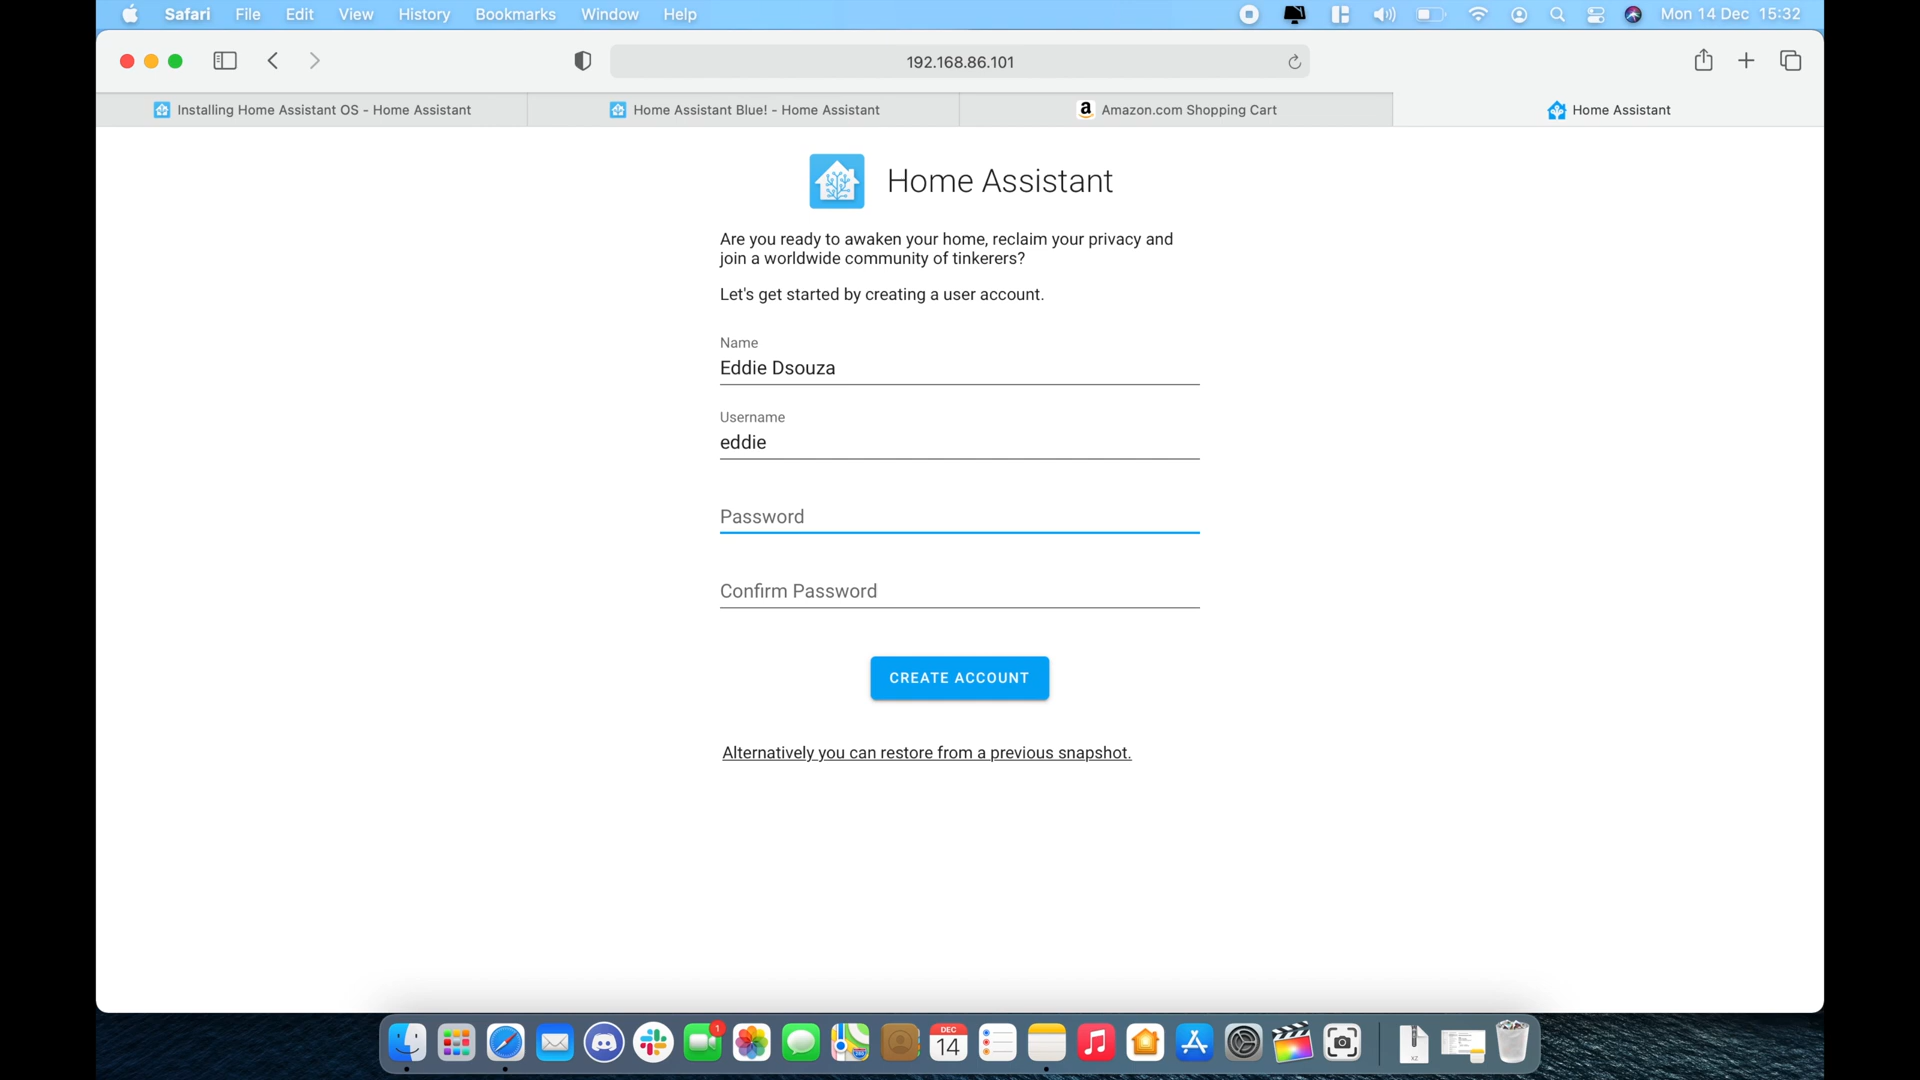 Safari File Edit View History Bookmarks Window Help Mon 14 Dec 15:32
192.168.86.101
Installing Home Assistant OS - Home Assistant
Home Assistant Blue! - Home Assistant
Amazon.com Shopping Cart
Home Assistant
Home Assistant
Are you ready to awaken your home, reclaim your privacy and
join a worldwide community of tinkerers?
Let's get started by creating a user account.
Name
Eddie Dsouza
Username
eddie
Password
Confirm Password
CREATE ACCOUNT
Alternatively you can restore from a previous snapshot.
1
DEC
14
XZ